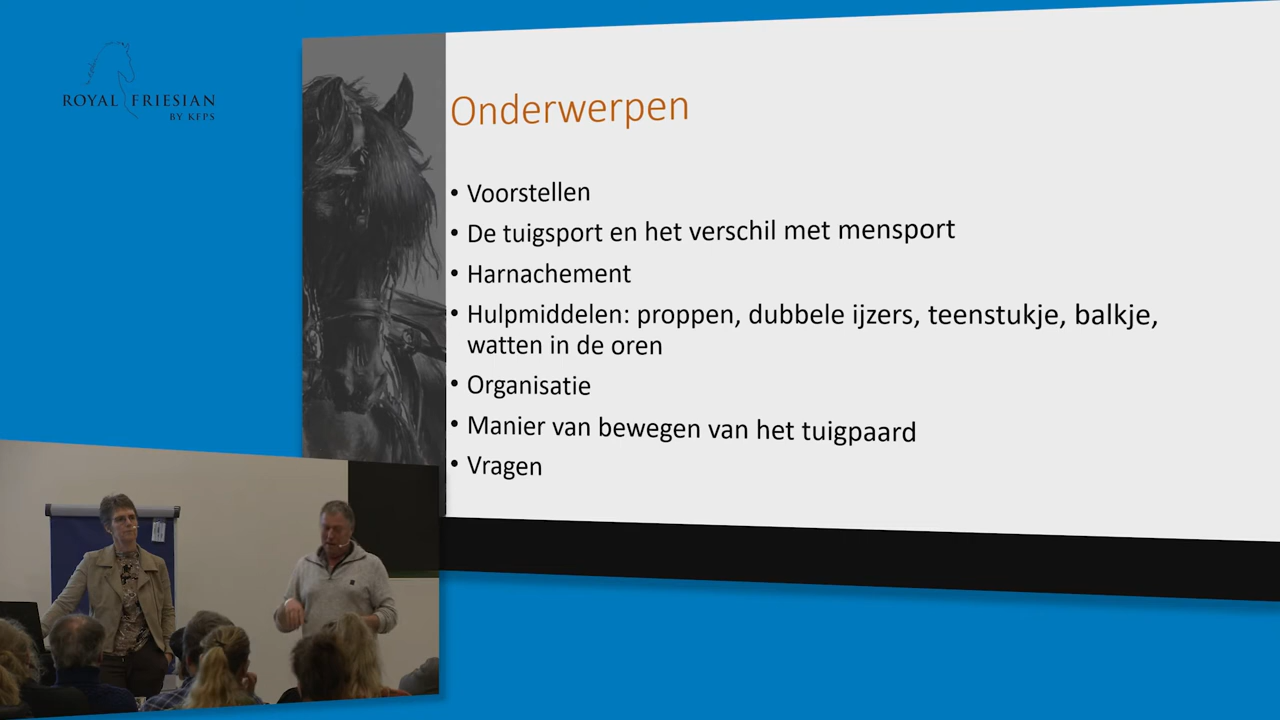 ROYAL FRIESIAN
BY KFPS
Onderwerpen
• Voorstellen
• De tuigsport en het verschil met mensport
• Harnachement
• Hulpmiddelen: proppen, dubbele ijzers, teenstukje, balkje,
watten in de oren
• Organisatie
• Manier van bewegen van het tuigpaard
• Vragen